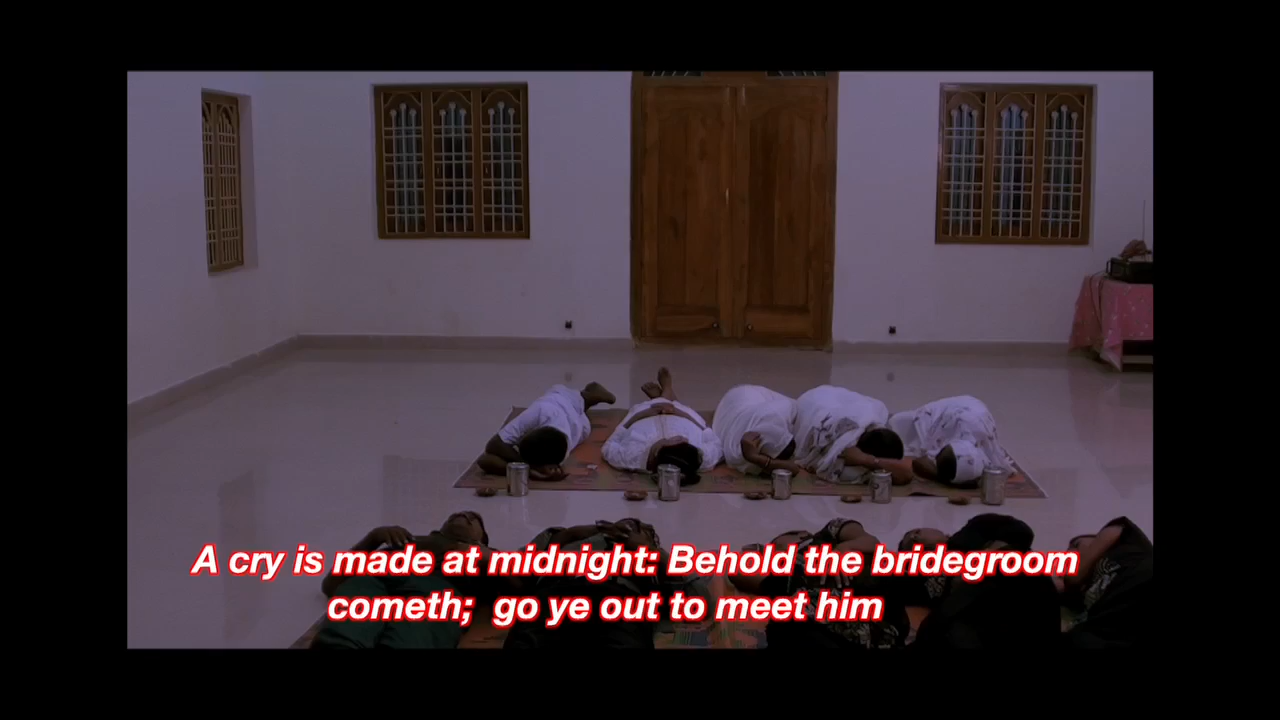 A cry is made at midnight: Behold the bridegroom
cometh; go ye out to meet him